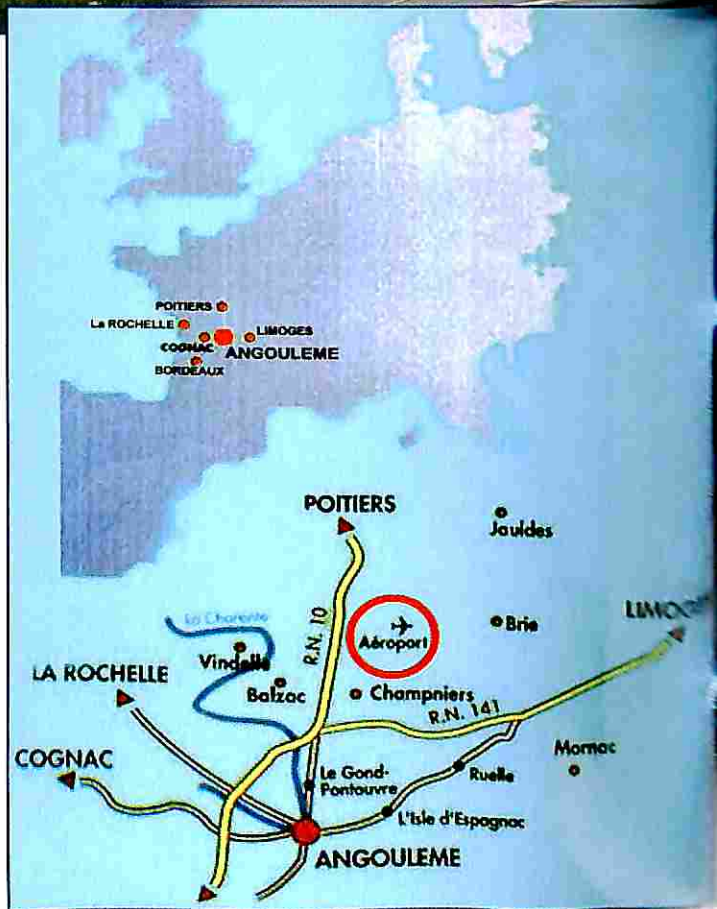 POITIERS
La ROCHELLE
LIMOGES
COGNAC
ANGOULEME
BORDEAUX
POITIERS
Jauldes
La Charente
R.N. 10
Aéroport
Brie
Vindelle
LA ROCHELLE
Balzac
Champniers
R.N. 141
COGNAC
Mornac
Le Gond-
Pontouvre
Ruelle
L'Isle d'Espagnac
ANGOULEME